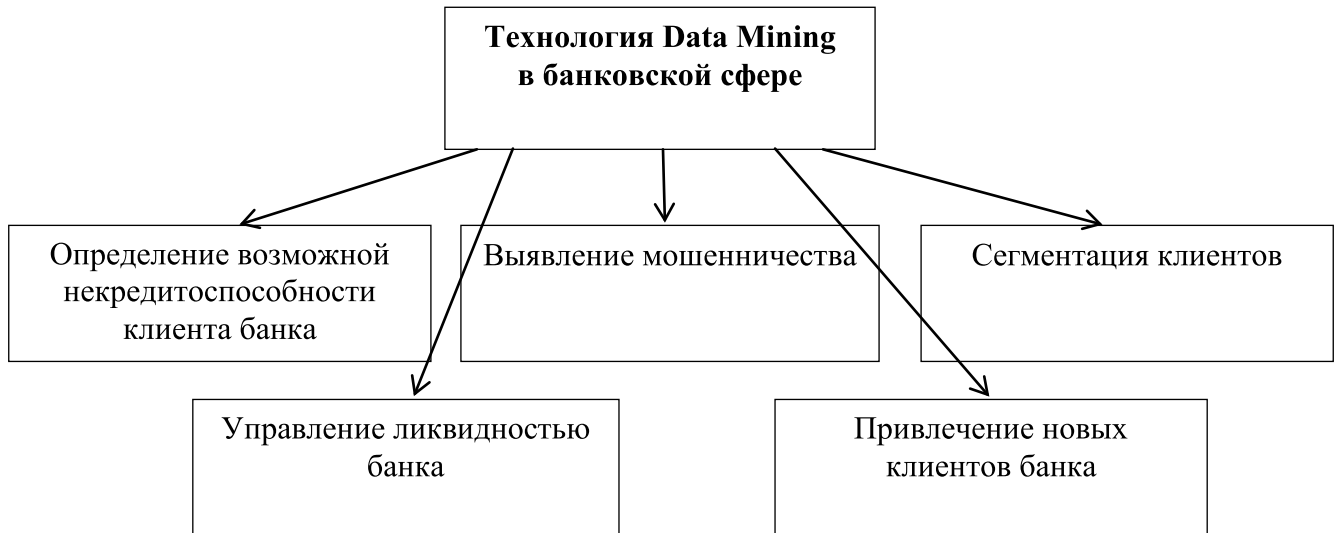 Технология Data Mining
в банковской сфере
Определение возможной
некредитоспособности
клиента банка
Выявление мошенничества
Сегментация клиентов
Управление ликвидностью
банка
Привлечение новых
клиентов банка